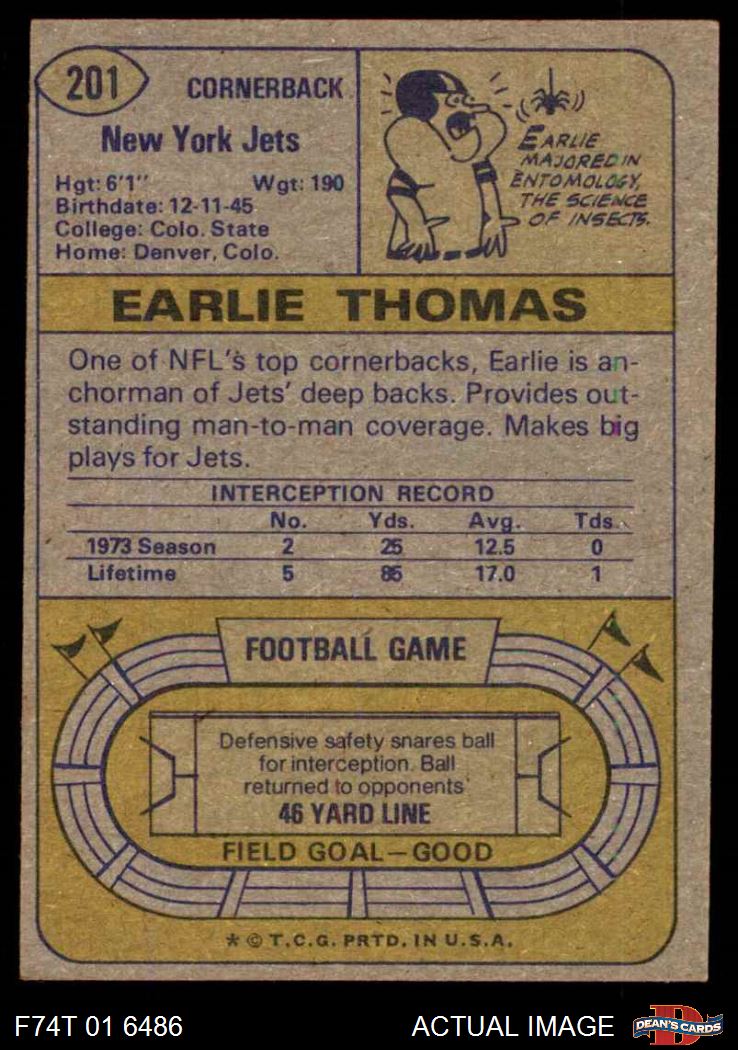 201
CORNERBACK
New York Jets
Hgt: 6'1" Wgt: 190
Birthdate: 12-11-45
College: Colo. State
Home: Denver, Colo.
EARLIE
MAJORED IN
ENTOMOLOGY,
THE SCIENCE
OF INSECTS.
EARLIE THOMAS
One of NFL's top cornerbacks, Earlie is an-
chorman of Jets' deep backs. Provides out-
standing man-to-man coverage. Makes big
plays for Jets.
INTERCEPTION RECORD
No. Yds. Avg. Tds.
1973 Season 2 25 12.5 0
Lifetime 5 85 17.0 1
FOOTBALL GAME
Defensive safety snares ball
for interception. Ball
returned to opponents'
46 YARD LINE
FIELD GOAL—GOOD
* © T.C.G. PRTD. IN U.S.A.
F74T 01 6486 ACTUAL IMAGE
D
DEAN'S CARDS